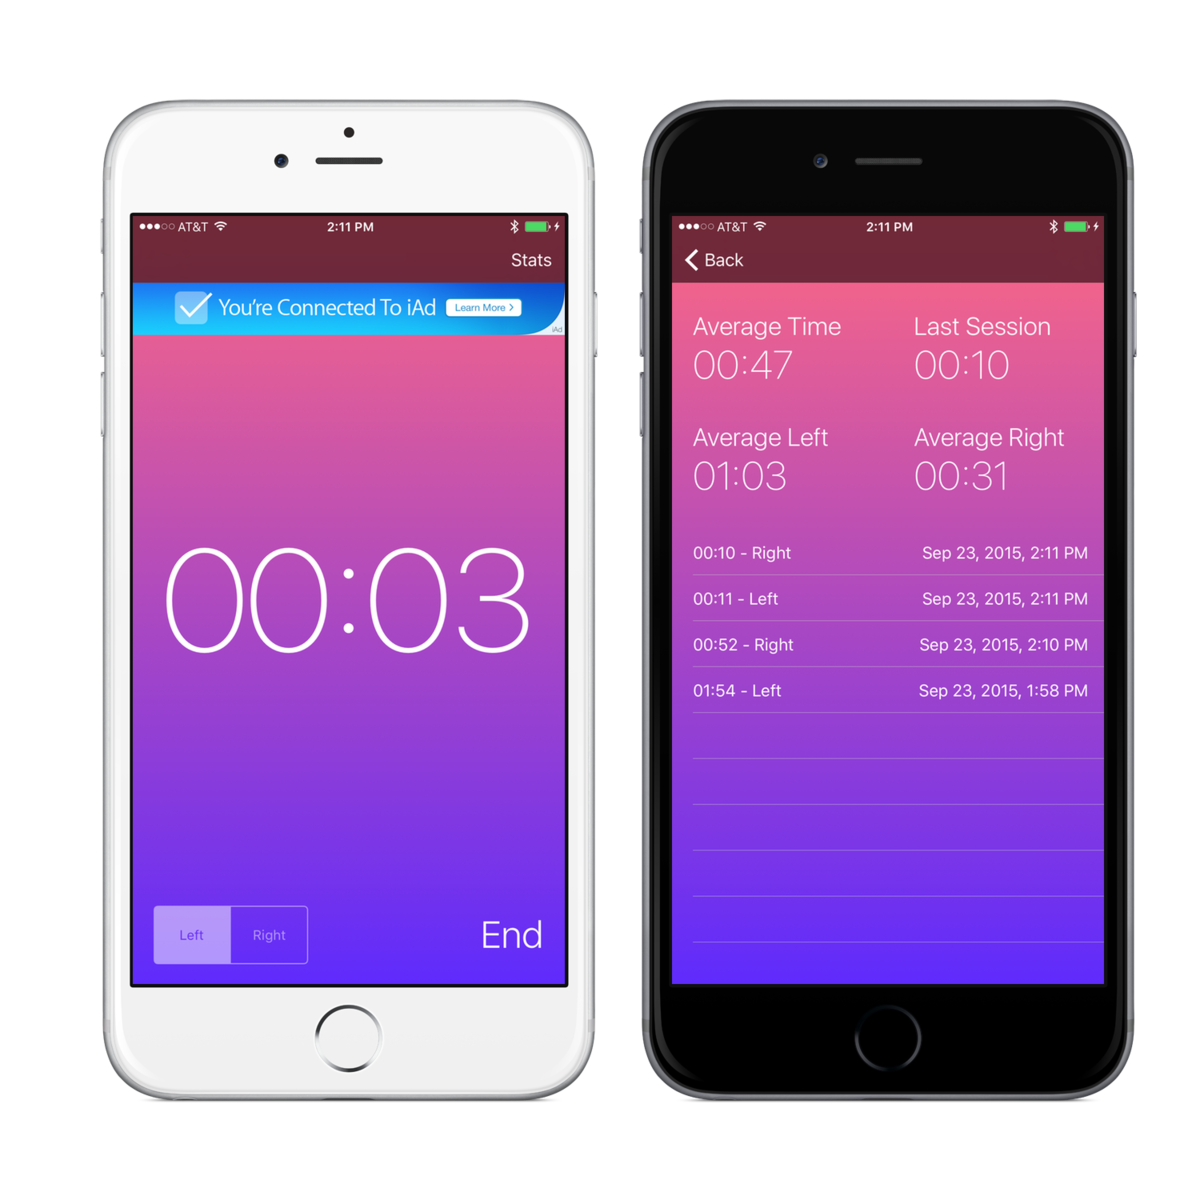 ●●●○○ AT&T 2:11 PM
Stats
You're Connected To iAd Learn More >
iAd
00:03
Left Right End
●●●○○ AT&T 2:11 PM
Back
Average Time Last Session
00:47 00:10
Average Left Average Right
01:03 00:31
00:10 - Right Sep 23, 2015, 2:11 PM
00:11 - Left Sep 23, 2015, 2:11 PM
00:52 - Right Sep 23, 2015, 2:10 PM
01:54 - Left Sep 23, 2015, 1:58 PM